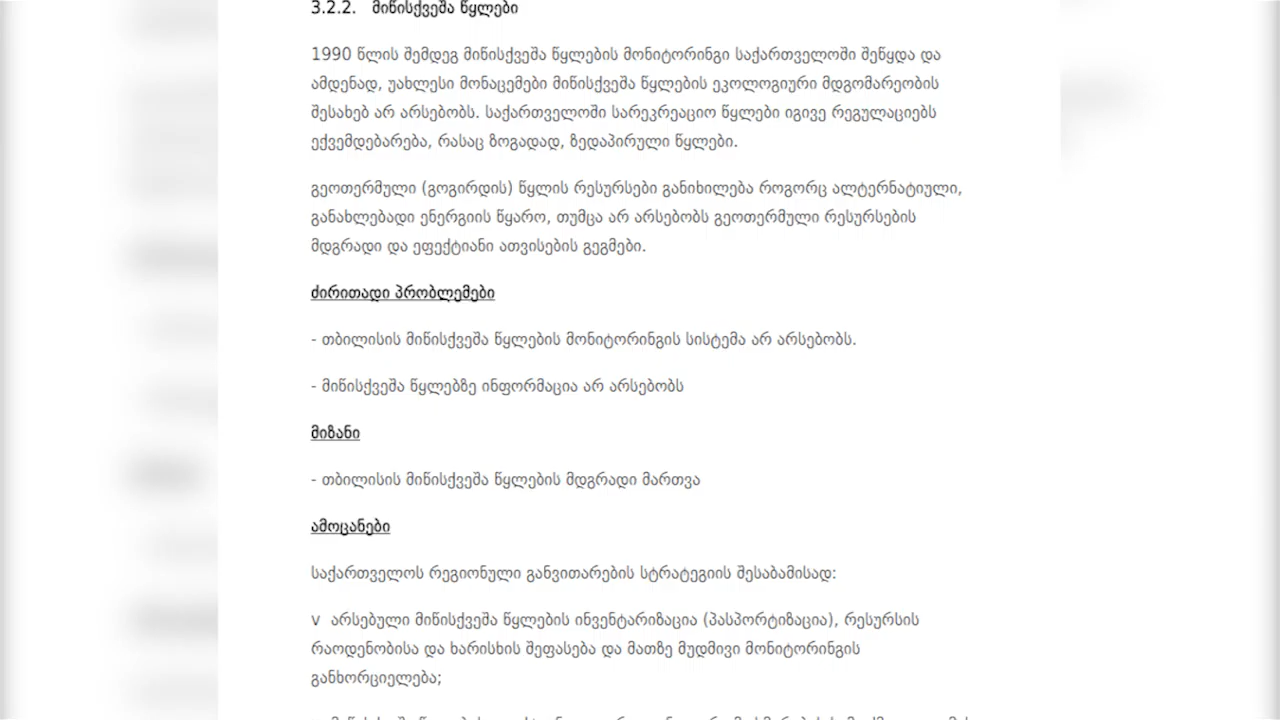 3.2.2. მიწისქვეშა წყლები
1990 წლის შემდეგ მიწისქვეშა წყლების მონიტორინგი საქართველოში შეწყდა და
ამდენად, უახლესი მონაცემები მიწისქვეშა წყლების ეკოლოგიური მდგომარეობის
შესახებ არ არსებობს. საქართველოში სარეკრეაციო წყლები იგივე რეგულაციებს
ექვემდებარება, რასაც ზოგადად, ზედაპირული წყლები.
გეოთერმული (გოგირდის) წყლის რესურსები განიხილება როგორც ალტერნატიული,
განახლებადი ენერგიის წყარო, თუმცა არ არსებობს გეოთერმული რესურსების
მდგრადი და ეფექტიანი ათვისების გეგმები.
ძირითადი პრობლემები
- თბილისის მიწისქვეშა წყლების მონიტორინგის სისტემა არ არსებობს.
- მიწისქვეშა წყლებზე ინფორმაცია არ არსებობს
მიზანი
- თბილისის მიწისქვეშა წყლების მდგრადი მართვა
ამოცანები
საქართველოს რეგიონული განვითარების სტრატეგიის შესაბამისად:
v არსებული მიწისქვეშა წყლების ინვენტარიზაცია (პასპორტიზაცია), რესურსის
რაოდენობისა და ხარისხის შეფასება და მათზე მუდმივი მონიტორინგის
განხორციელება;